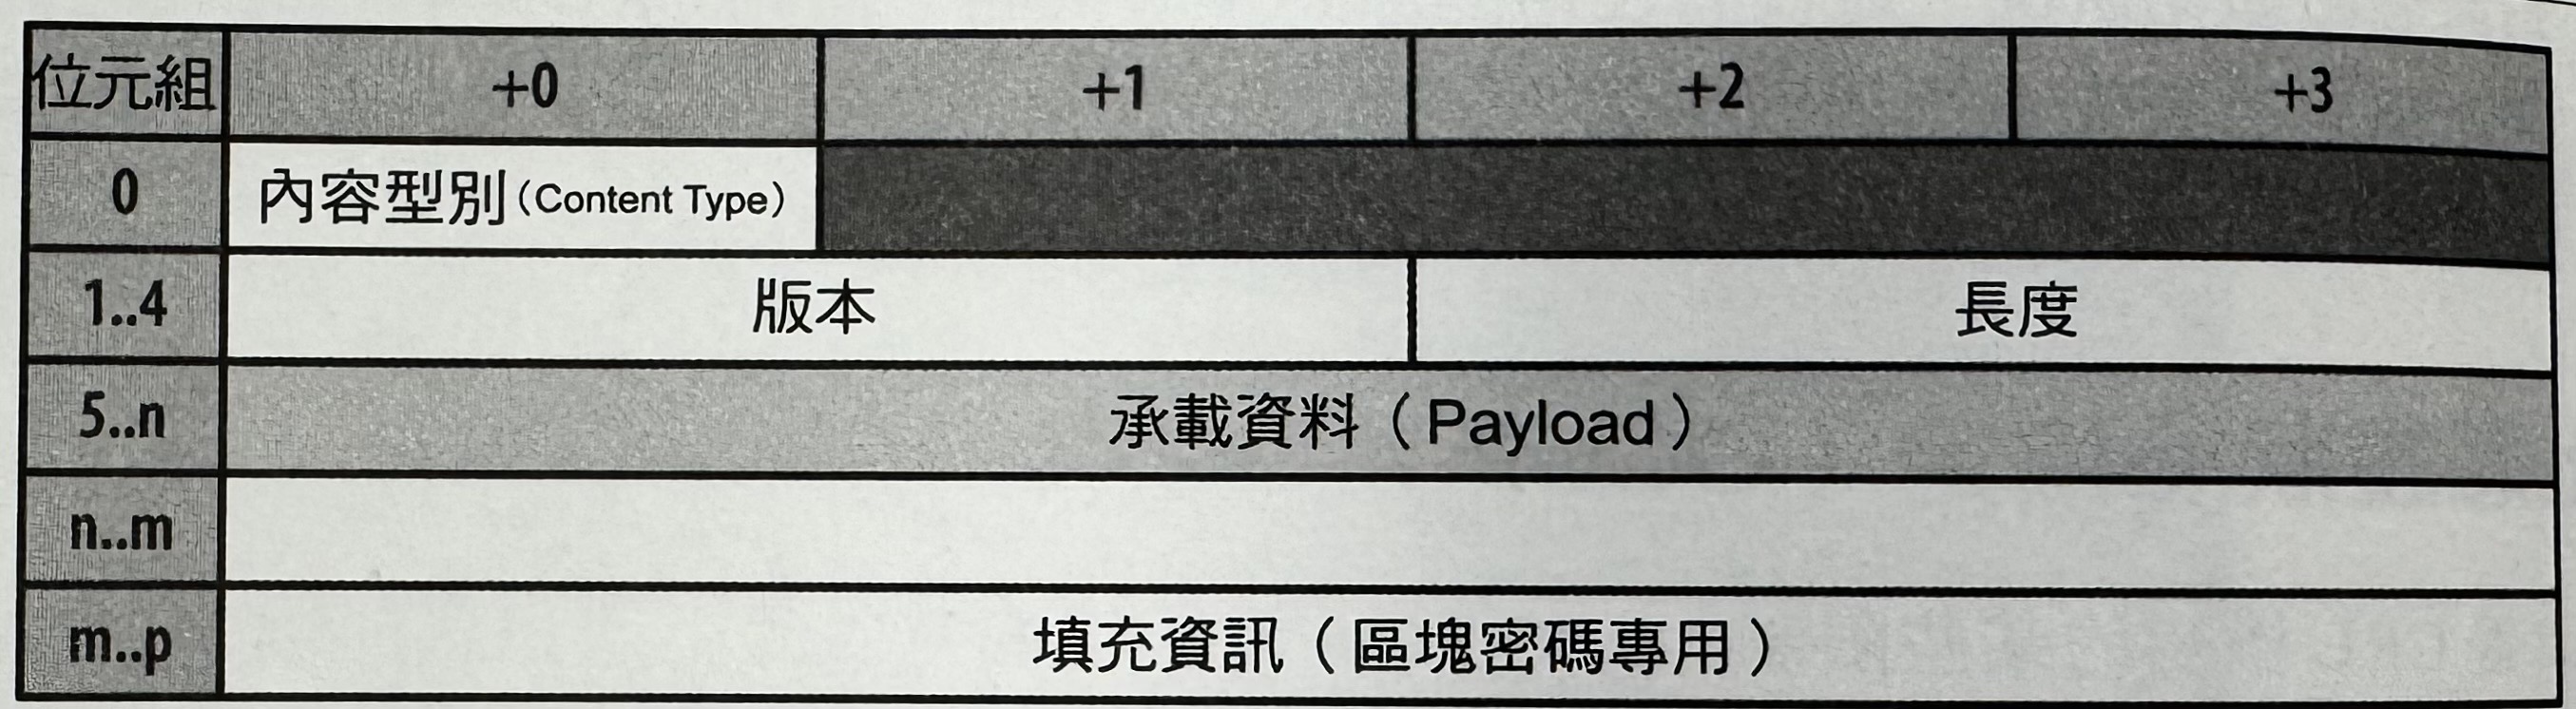 位元組 +0 +1 +2 +3
0 內容型別（Content Type）
1..4 版本 長度
5..n 承載資料（Payload）
n..m
m..p 填充資訊（區塊密碼專用）